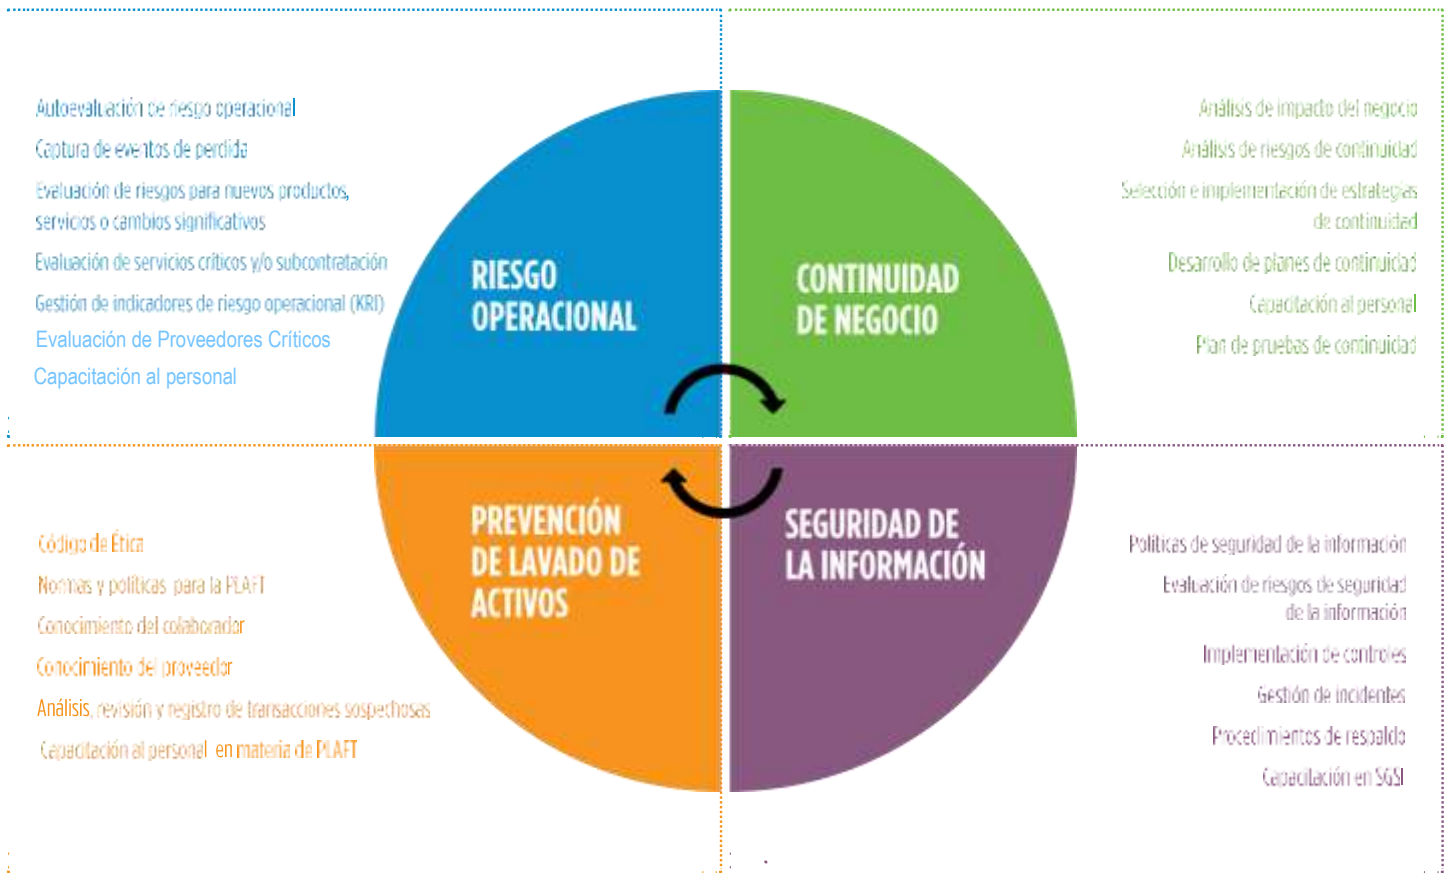 Autoevaluación de riesgo operacional
Captura de eventos de perdida
Evaluación de riesgos para nuevos productos,
servicios o cambios significativos
Evaluación de servicios críticos y/o subcontratación
Gestión de indicadores de riesgo operacional (KRI)
Evaluación de Proveedores Críticos
Capacitación al personal
RIESGO
OPERACIONAL
CONTINUIDAD
DE NEGOCIO
Análisis de impacto del negocio
Análisis de riesgos de continuidad
Selección e implementación de estrategias
de continuidad
Desarrollo de planes de continuidad
Capacitación al personal
Plan de pruebas de continuidad
Código de Ética
Normas y políticas para la PLAFT
Conocimiento del colaborador
Conocimiento del proveedor
Análisis, revisión y registro de transacciones sospechosas
Capacitación al personal en materia de PLAFT
PREVENCIÓN
DE LAVADO DE
ACTIVOS
SEGURIDAD DE
LA INFORMACIÓN
Políticas de seguridad de la información
Evaluación de riesgos de seguridad
de la información
Implementación de controles
Gestión de incidentes
Procedimientos de respaldo
Capacitación en SGSI